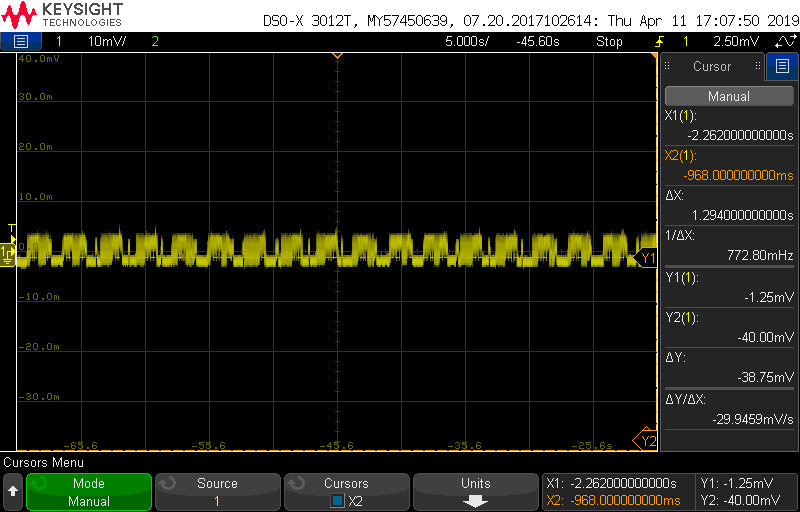 KEYSIGHT
TECHNOLOGIES
DSO-X 3012T, MY57450639, 07.20.2017102614: Thu Apr 11 17:07:50 2019
1 10mV/ 2 5.000s/ -45.60s Stop 1 2.50mV
40.0mV
30.0m
20.0m
10.0m
T
0.0
1
Y1
-10.0m
-20.0m
-30.0m
Y2
-65.6 -55.6 -45.6 -35.6 -25.6s
Cursor
Manual
X1(1):
-2.262000000000s
X2(1):
-968.000000000ms
ΔX:
1.294000000000s
1/ΔX:
772.80mHz
Y1(1):
-1.25mV
Y2(1):
-40.00mV
ΔY:
-38.75mV
ΔY/ΔX:
-29.9459mV/s
Cursors Menu
Mode
Manual
Source
1
Cursors
X2
Units
X1: -2.262000000000s
X2: -968.000000000ms
Y1: -1.25mV
Y2: -40.00mV